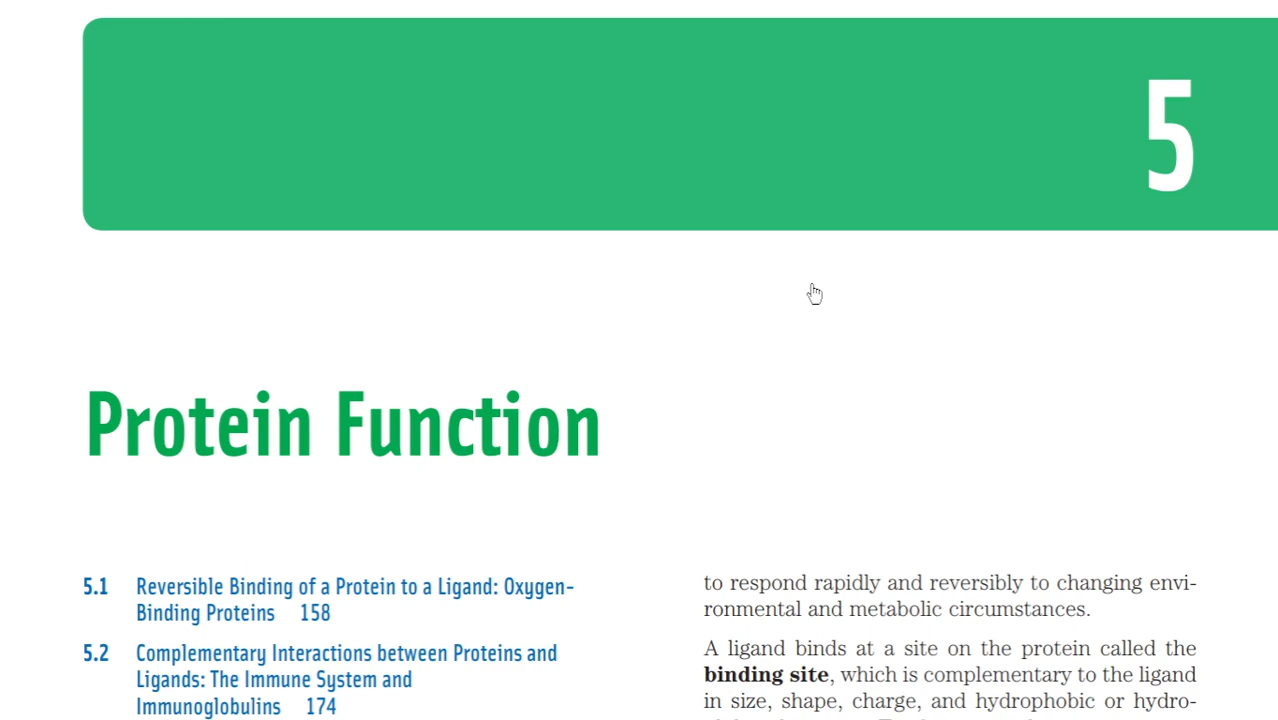 5
Protein Function
5.1 Reversible Binding of a Protein to a Ligand: Oxygen-
Binding Proteins 158
5.2 Complementary Interactions between Proteins and
Ligands: The Immune System and
Immunoglobulins 174
to respond rapidly and reversibly to changing envi-
ronmental and metabolic circumstances.
A ligand binds at a site on the protein called the
binding site, which is complementary to the ligand
in size, shape, charge, and hydrophobic or hydro-